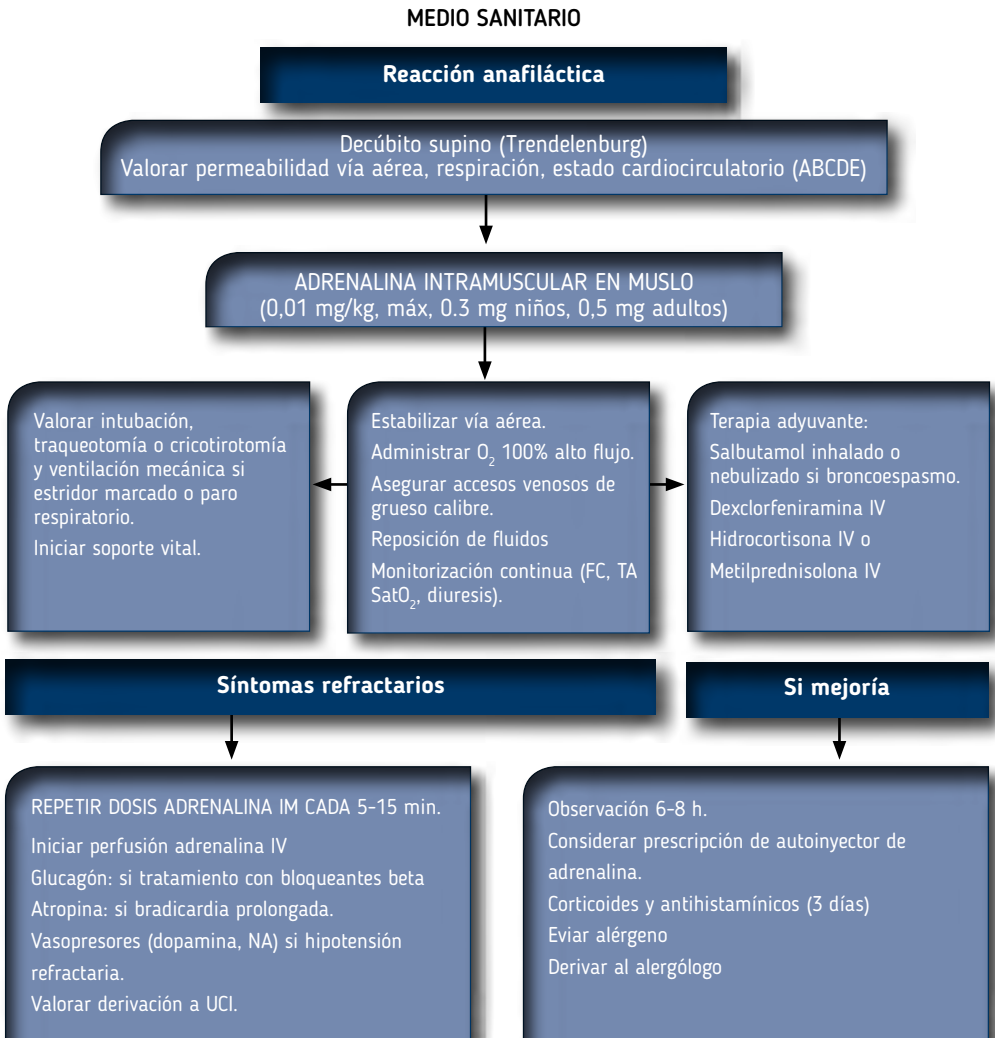 MEDIO SANITARIO
Reacción anafiláctica
Decúbito supino (Trendelenburg)
Valorar permeabilidad vía aérea, respiración, estado cardiocirculatorio (ABCDE)
ADRENALINA INTRAMUSCULAR EN MUSLO
(0,01 mg/kg, máx, 0.3 mg niños, 0,5 mg adultos)
Valorar intubación,
traqueotomía o cricotirotomía
y ventilación mecánica si
estridor marcado o paro
respiratorio.
Iniciar soporte vital.
Estabilizar vía aérea.
Administrar O₂ 100% alto flujo.
Asegurar accesos venosos de
grueso calibre.
Reposición de fluidos
Monitorización continua (FC, TA
SatO₂, diuresis).
Terapia adyuvante:
Salbutamol inhalado o
nebulizado si broncoespasmo.
Dexclorfeniramina IV
Hidrocortisona IV o
Metilprednisolona IV
Síntomas refractarios
Si mejoría
REPETIR DOSIS ADRENALINA IM CADA 5-15 min.
Iniciar perfusión adrenalina IV
Glucagón: si tratamiento con bloqueantes beta
Atropina: si bradicardia prolongada.
Vasopresores (dopamina, NA) si hipotensión
refractaria.
Valorar derivación a UCI.
Observación 6-8 h.
Considerar prescripción de autoinyector de
adrenalina.
Corticoides y antihistamínicos (3 días)
Eviar alérgeno
Derivar al alergólogo